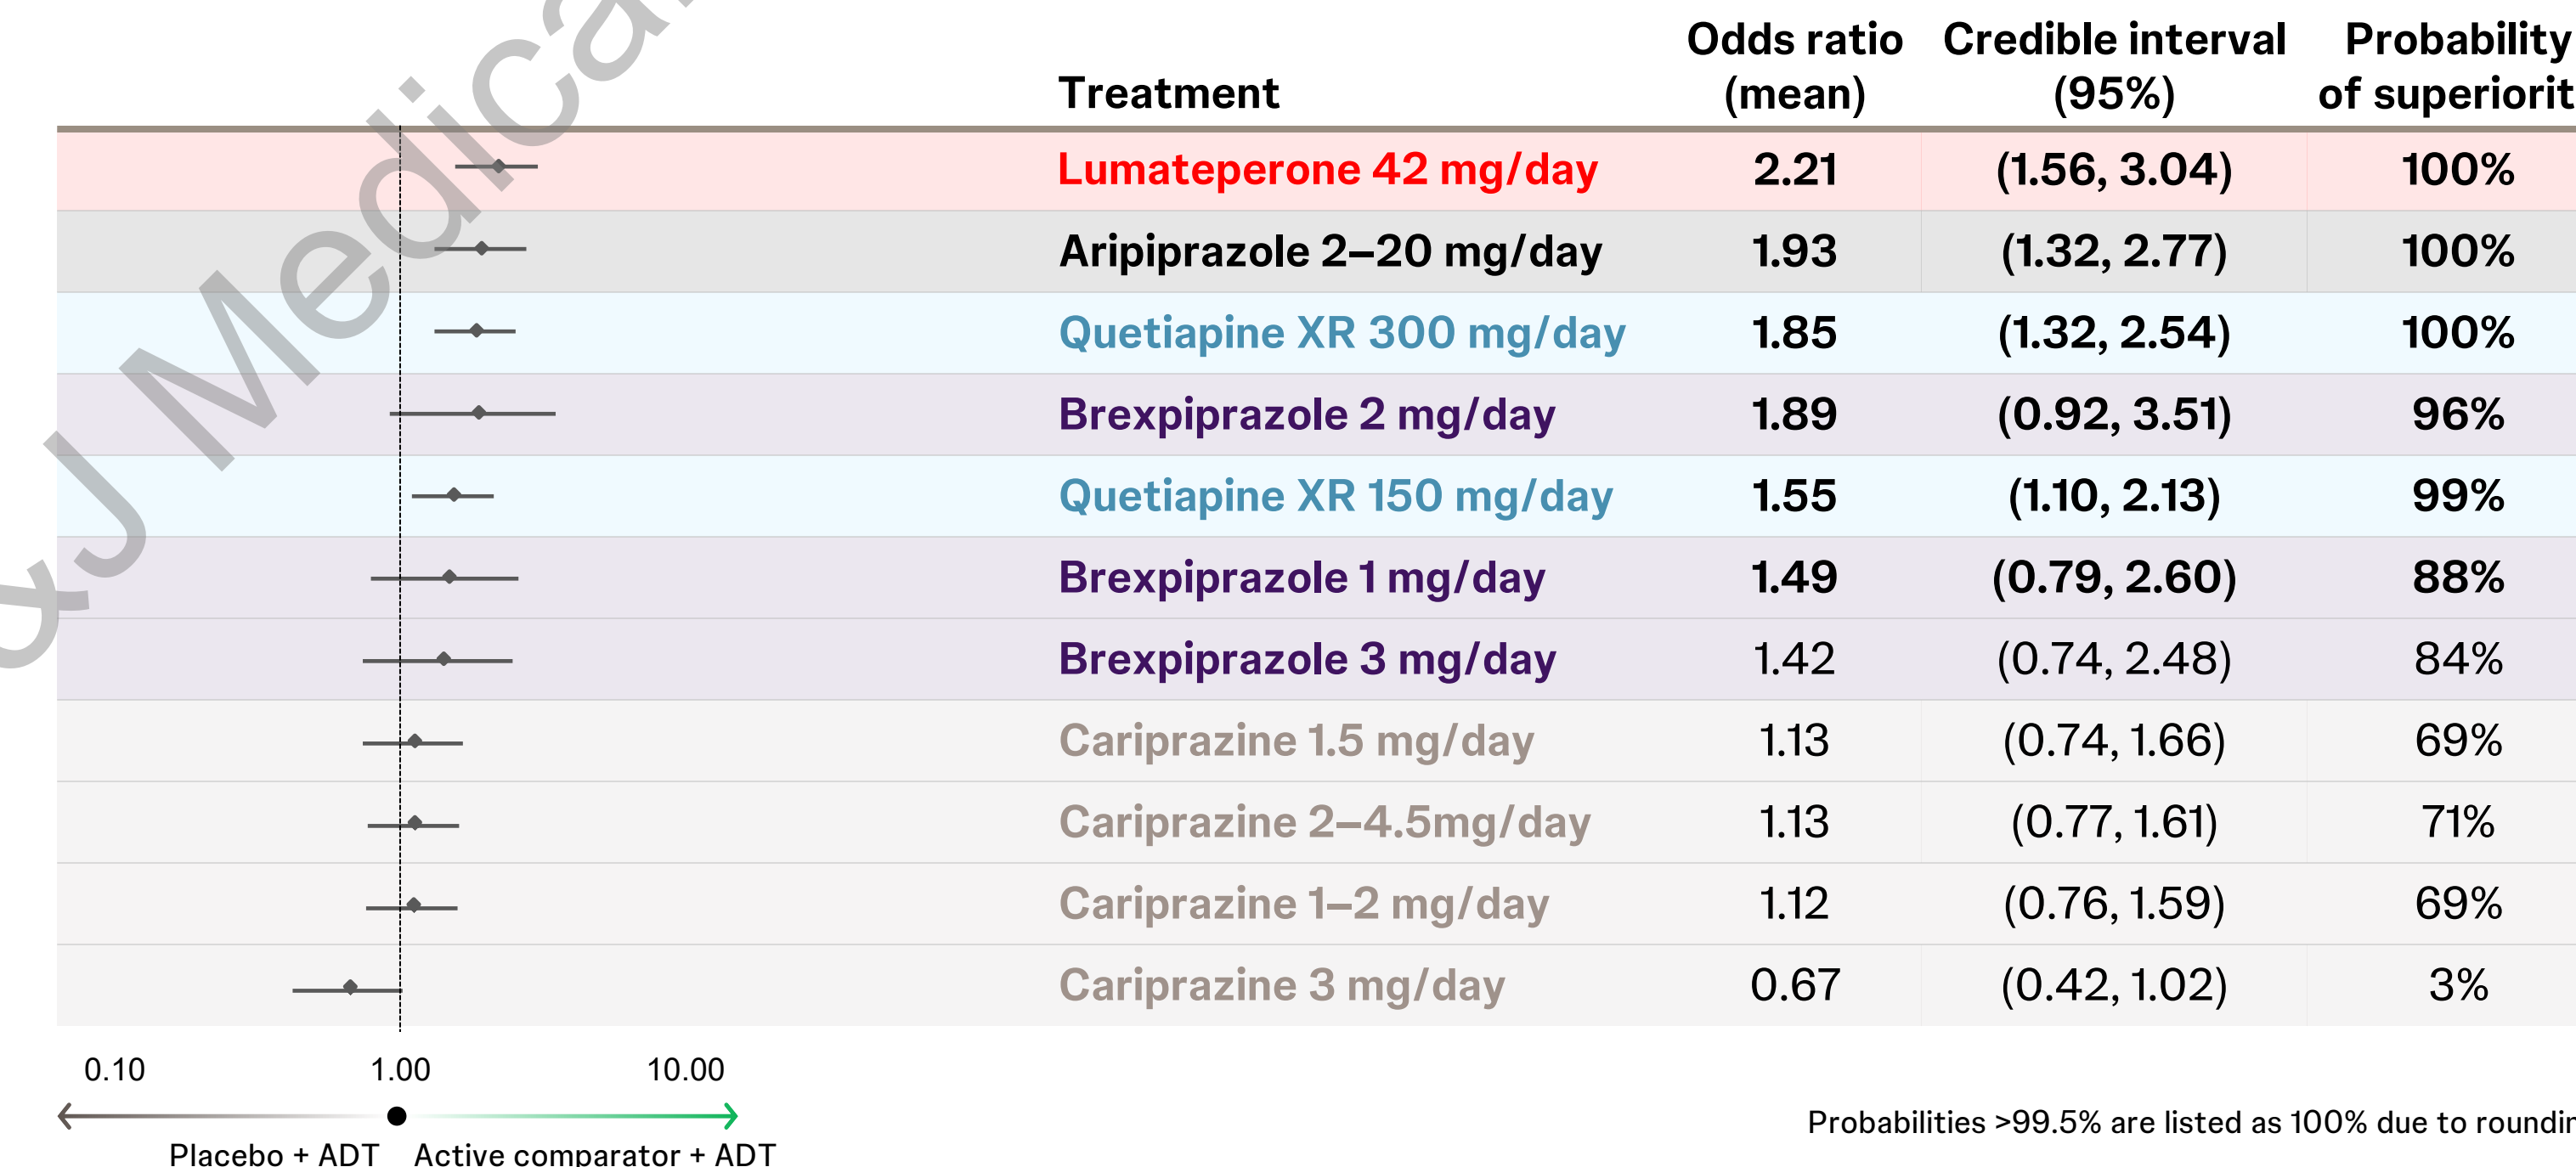 Odds ratio Credible interval Probability
Treatment (mean) (95%) of superiorit
Lumateperone 42 mg/day 2.21 (1.56, 3.04) 100%
Aripiprazole 2–20 mg/day 1.93 (1.32, 2.77) 100%
Quetiapine XR 300 mg/day 1.85 (1.32, 2.54) 100%
Brexpiprazole 2 mg/day 1.89 (0.92, 3.51) 96%
Quetiapine XR 150 mg/day 1.55 (1.10, 2.13) 99%
Brexpiprazole 1 mg/day 1.49 (0.79, 2.60) 88%
Brexpiprazole 3 mg/day 1.42 (0.74, 2.48) 84%
Cariprazine 1.5 mg/day 1.13 (0.74, 1.66) 69%
Cariprazine 2–4.5mg/day 1.13 (0.77, 1.61) 71%
Cariprazine 1–2 mg/day 1.12 (0.76, 1.59) 69%
Cariprazine 3 mg/day 0.67 (0.42, 1.02) 3%
0.10 1.00 10.00
Placebo + ADT Active comparator + ADT
Probabilities >99.5% are listed as 100% due to roundin
&J Medica